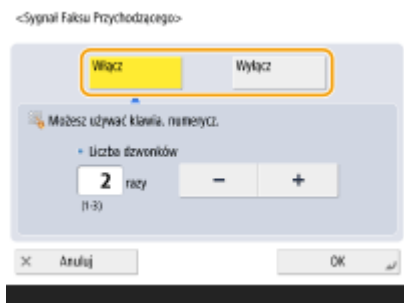 <Sygnał Faksu Przychodzącego>
Włącz
Wyłącz
Możesz używać klawia. numerycz.
• Liczba dzwonków
2 razy
− +
(1-3)
× Anuluj
OK